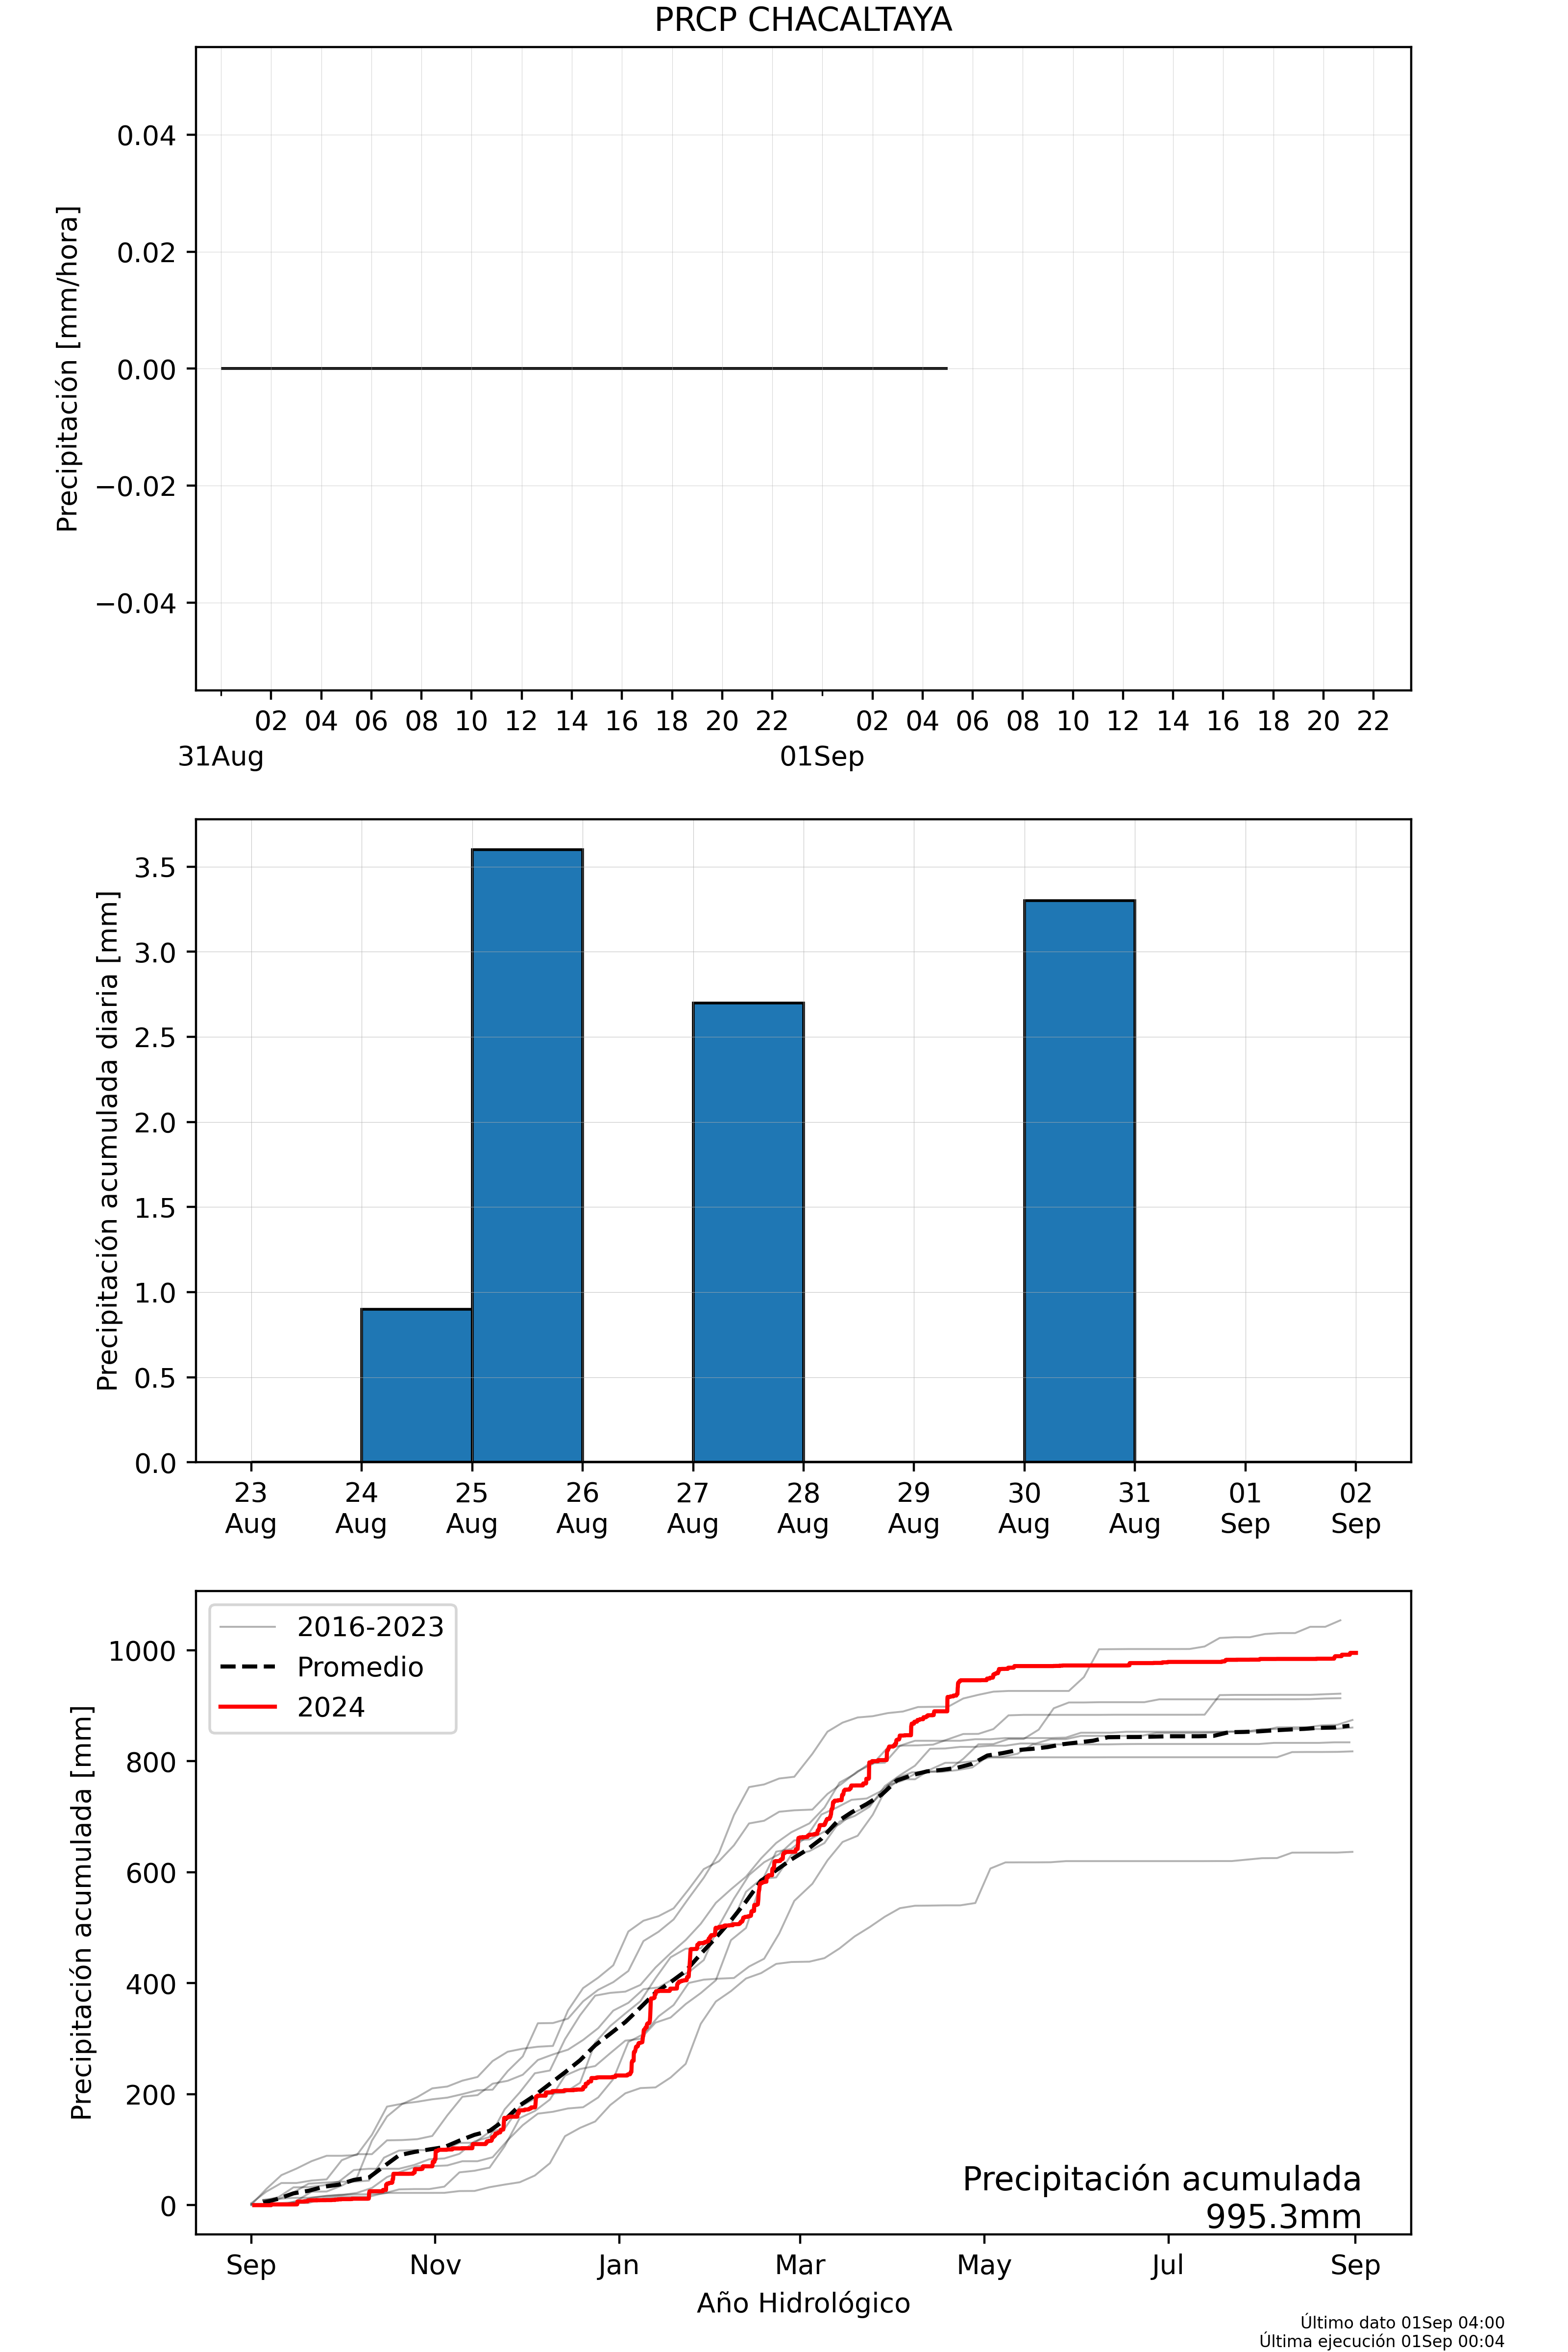 PRCP CHACALTAYA
Precipitación [mm/hora]
0.04
0.02
0.00
−0.02
−0.04
02 04 06 08 10 12 14 16 18 20 22 02 04 06 08 10 12 14 16 18 20 22
31Aug 01Sep
Precipitación acumulada diaria [mm]
3.5
3.0
2.5
2.0
1.5
1.0
0.5
0.0
23 24 25 26 27 28 29 30 31 01 02
Aug Aug Aug Aug Aug Aug Aug Aug Aug Sep Sep
Precipitación acumulada [mm]
1000
800
600
400
200
0
2016-2023
Promedio
2024
Precipitación acumulada
995.3mm
Sep Nov Jan Mar May Jul Sep
Año Hidrológico
Último dato 01Sep 04:00
Última ejecución 01Sep 00:04